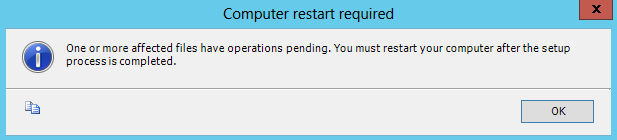 Computer restart required
x
One or more affected files have operations pending. You must restart your computer after the setup
process is completed.
OK